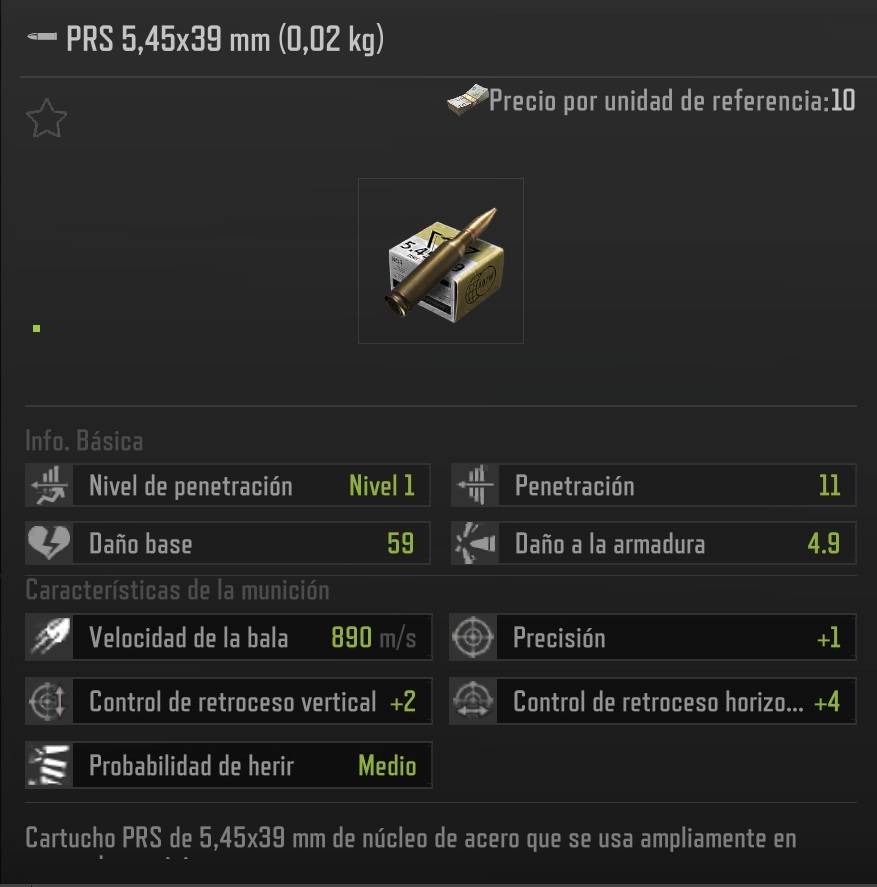 PRS 5,45x39 mm (0,02 kg)
Precio por unidad de referencia:10
Info. Básica
Nivel de penetración Nivel 1
Penetración 11
Daño base 59
Daño a la armadura 4.9
Características de la munición
Velocidad de la bala 890 m/s
Precisión +1
Control de retroceso vertical +2
Control de retroceso horizo... +4
Probabilidad de herir Medio
Cartucho PRS de 5,45x39 mm de núcleo de acero que se usa ampliamente en